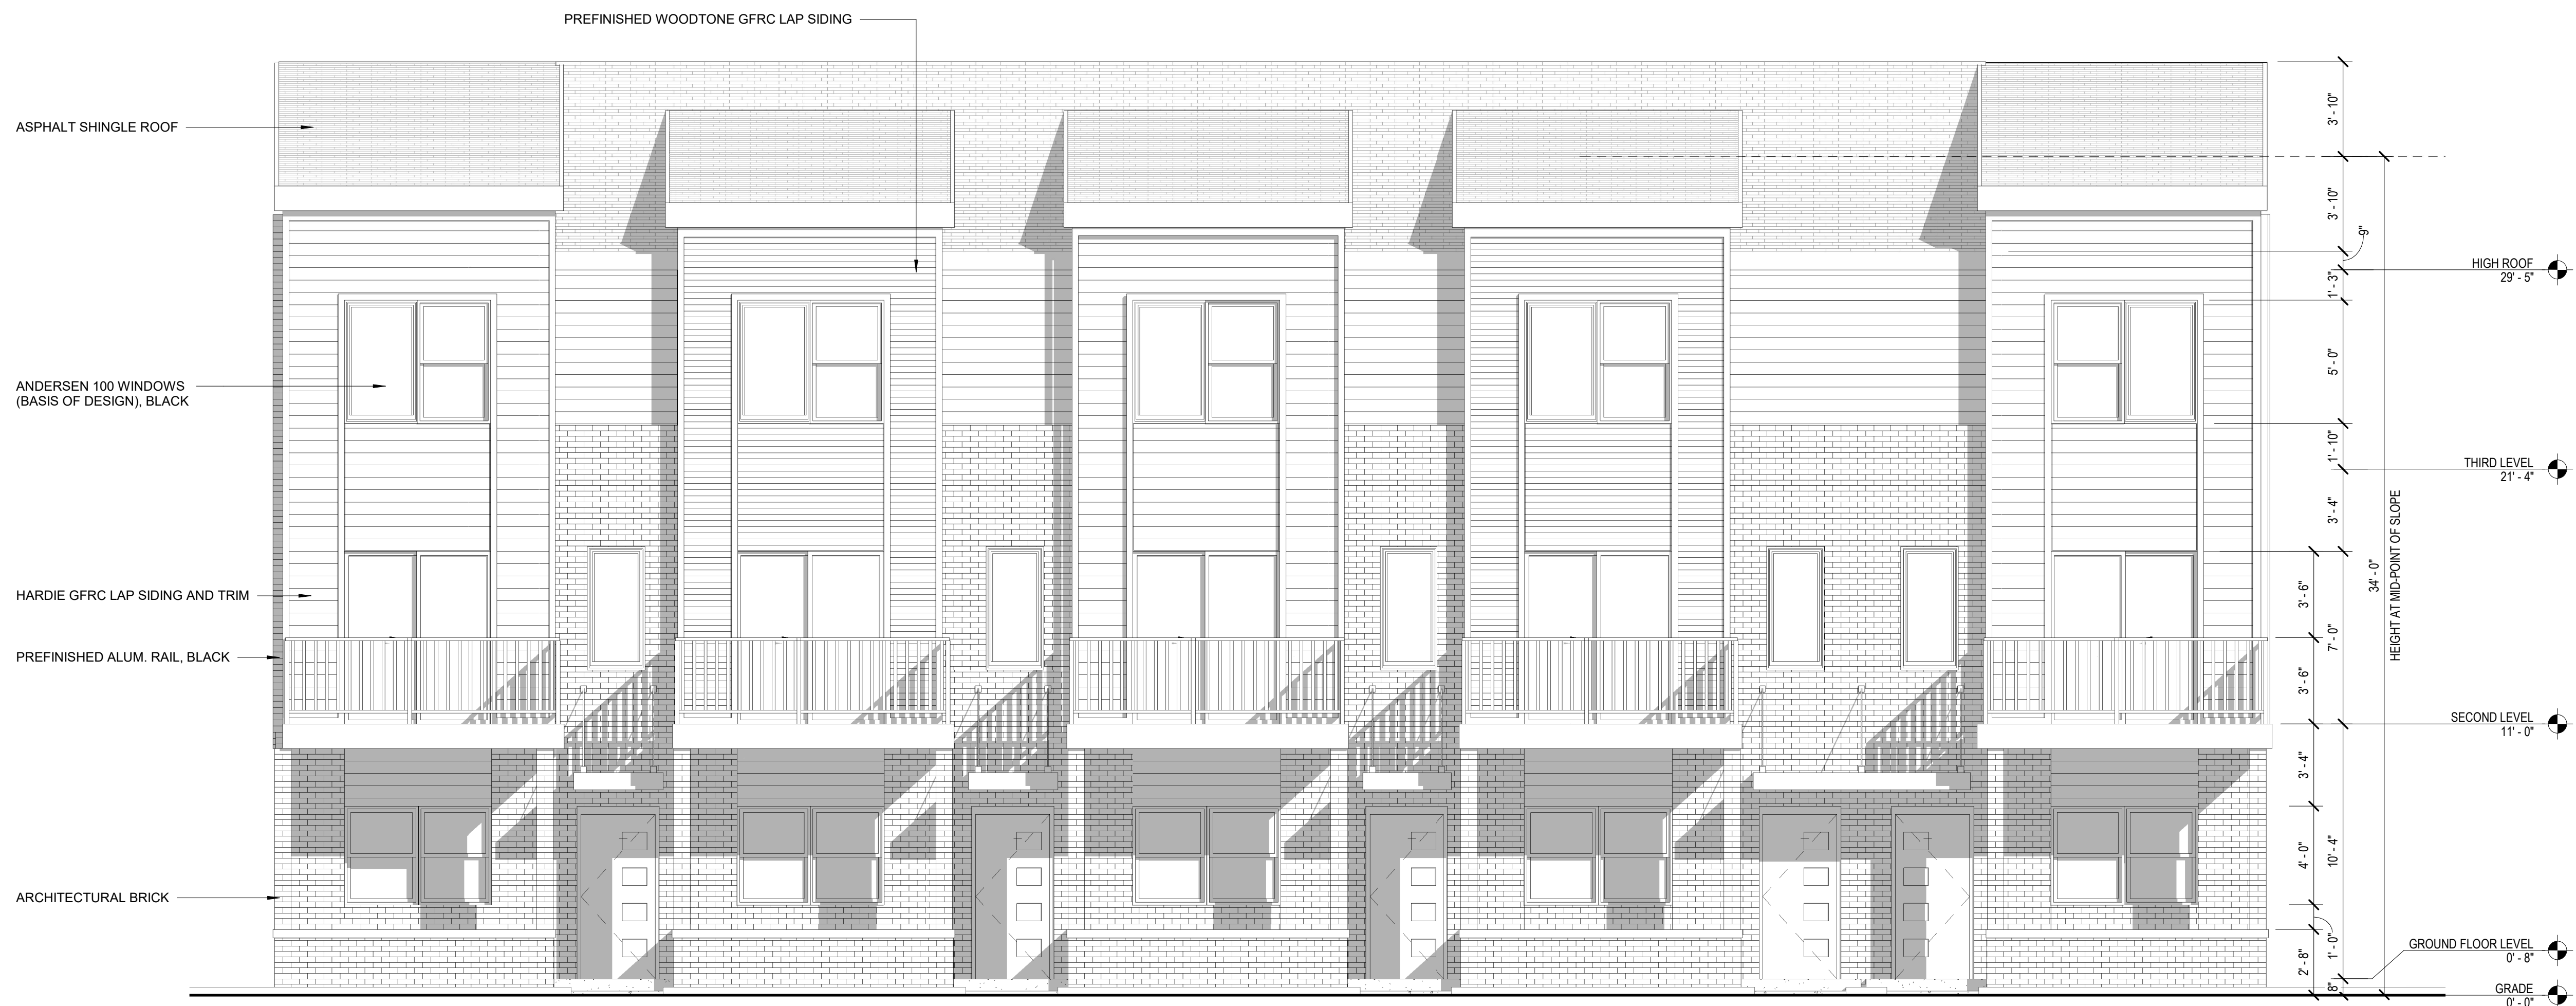 PREFINISHED WOODTONE GFRC LAP SIDING
ASPHALT SHINGLE ROOF
ANDERSEN 100 WINDOWS
(BASIS OF DESIGN), BLACK
HARDIE GFRC LAP SIDING AND TRIM
PREFINISHED ALUM. RAIL, BLACK
ARCHITECTURAL BRICK
3' - 10"
3' - 10"
9"
1' - 3"
5' - 0"
1' - 10"
3' - 4"
3' - 6"
7' - 0"
3' - 6"
3' - 4"
4' - 0"
10' - 4"
1' - 0"
2' - 8"
8"
34' - 0"
HEIGHT AT MID-POINT OF SLOPE
HIGH ROOF
29' - 5"
THIRD LEVEL
21' - 4"
SECOND LEVEL
11' - 0"
GROUND FLOOR LEVEL
0' - 8"
GRADE
0' - 0"